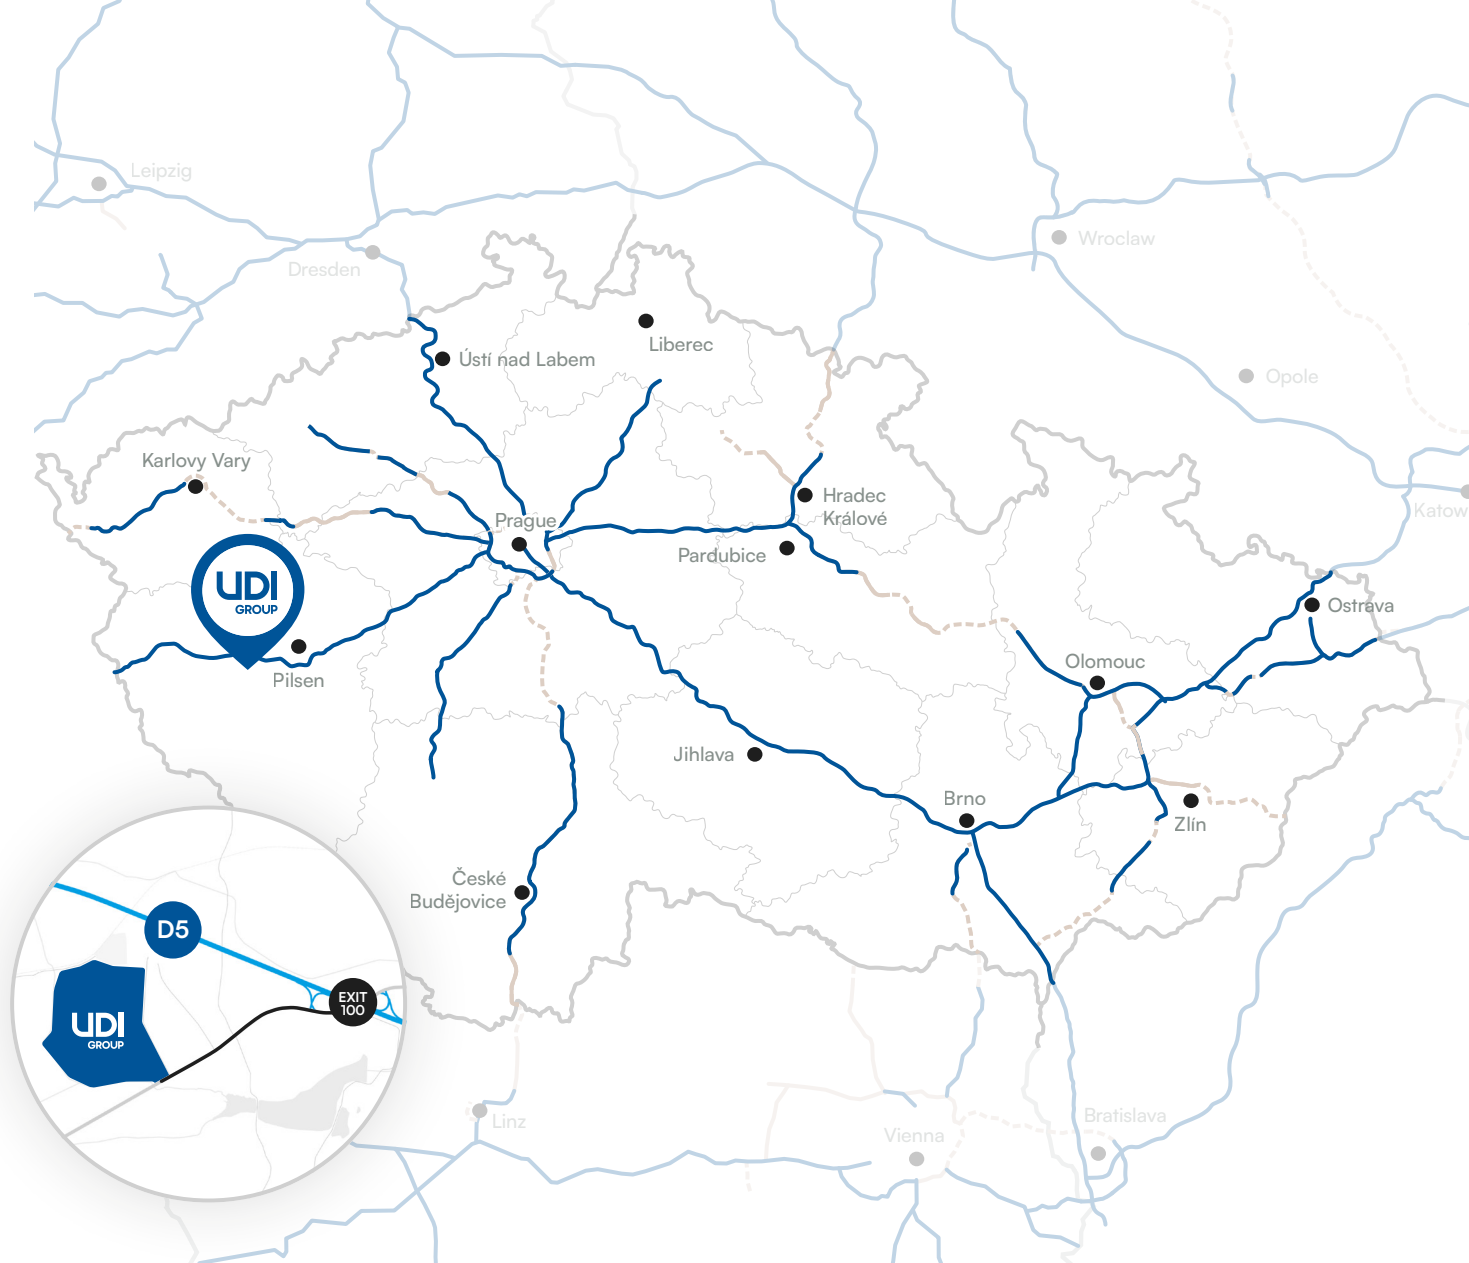 Leipzig
Wroclaw
Dresden
Liberec
Ústí nad Labem
Opole
Karlovy Vary
Hradec
Králové
Katow
Prague
Pardubice
UDI
GROUP
Ostrava
Olomouc
Pilsen
Jihlava
Brno
Zlín
České
Budějovice
D5
EXIT
100
UDI
GROUP
Linz
Bratislava
Vienna